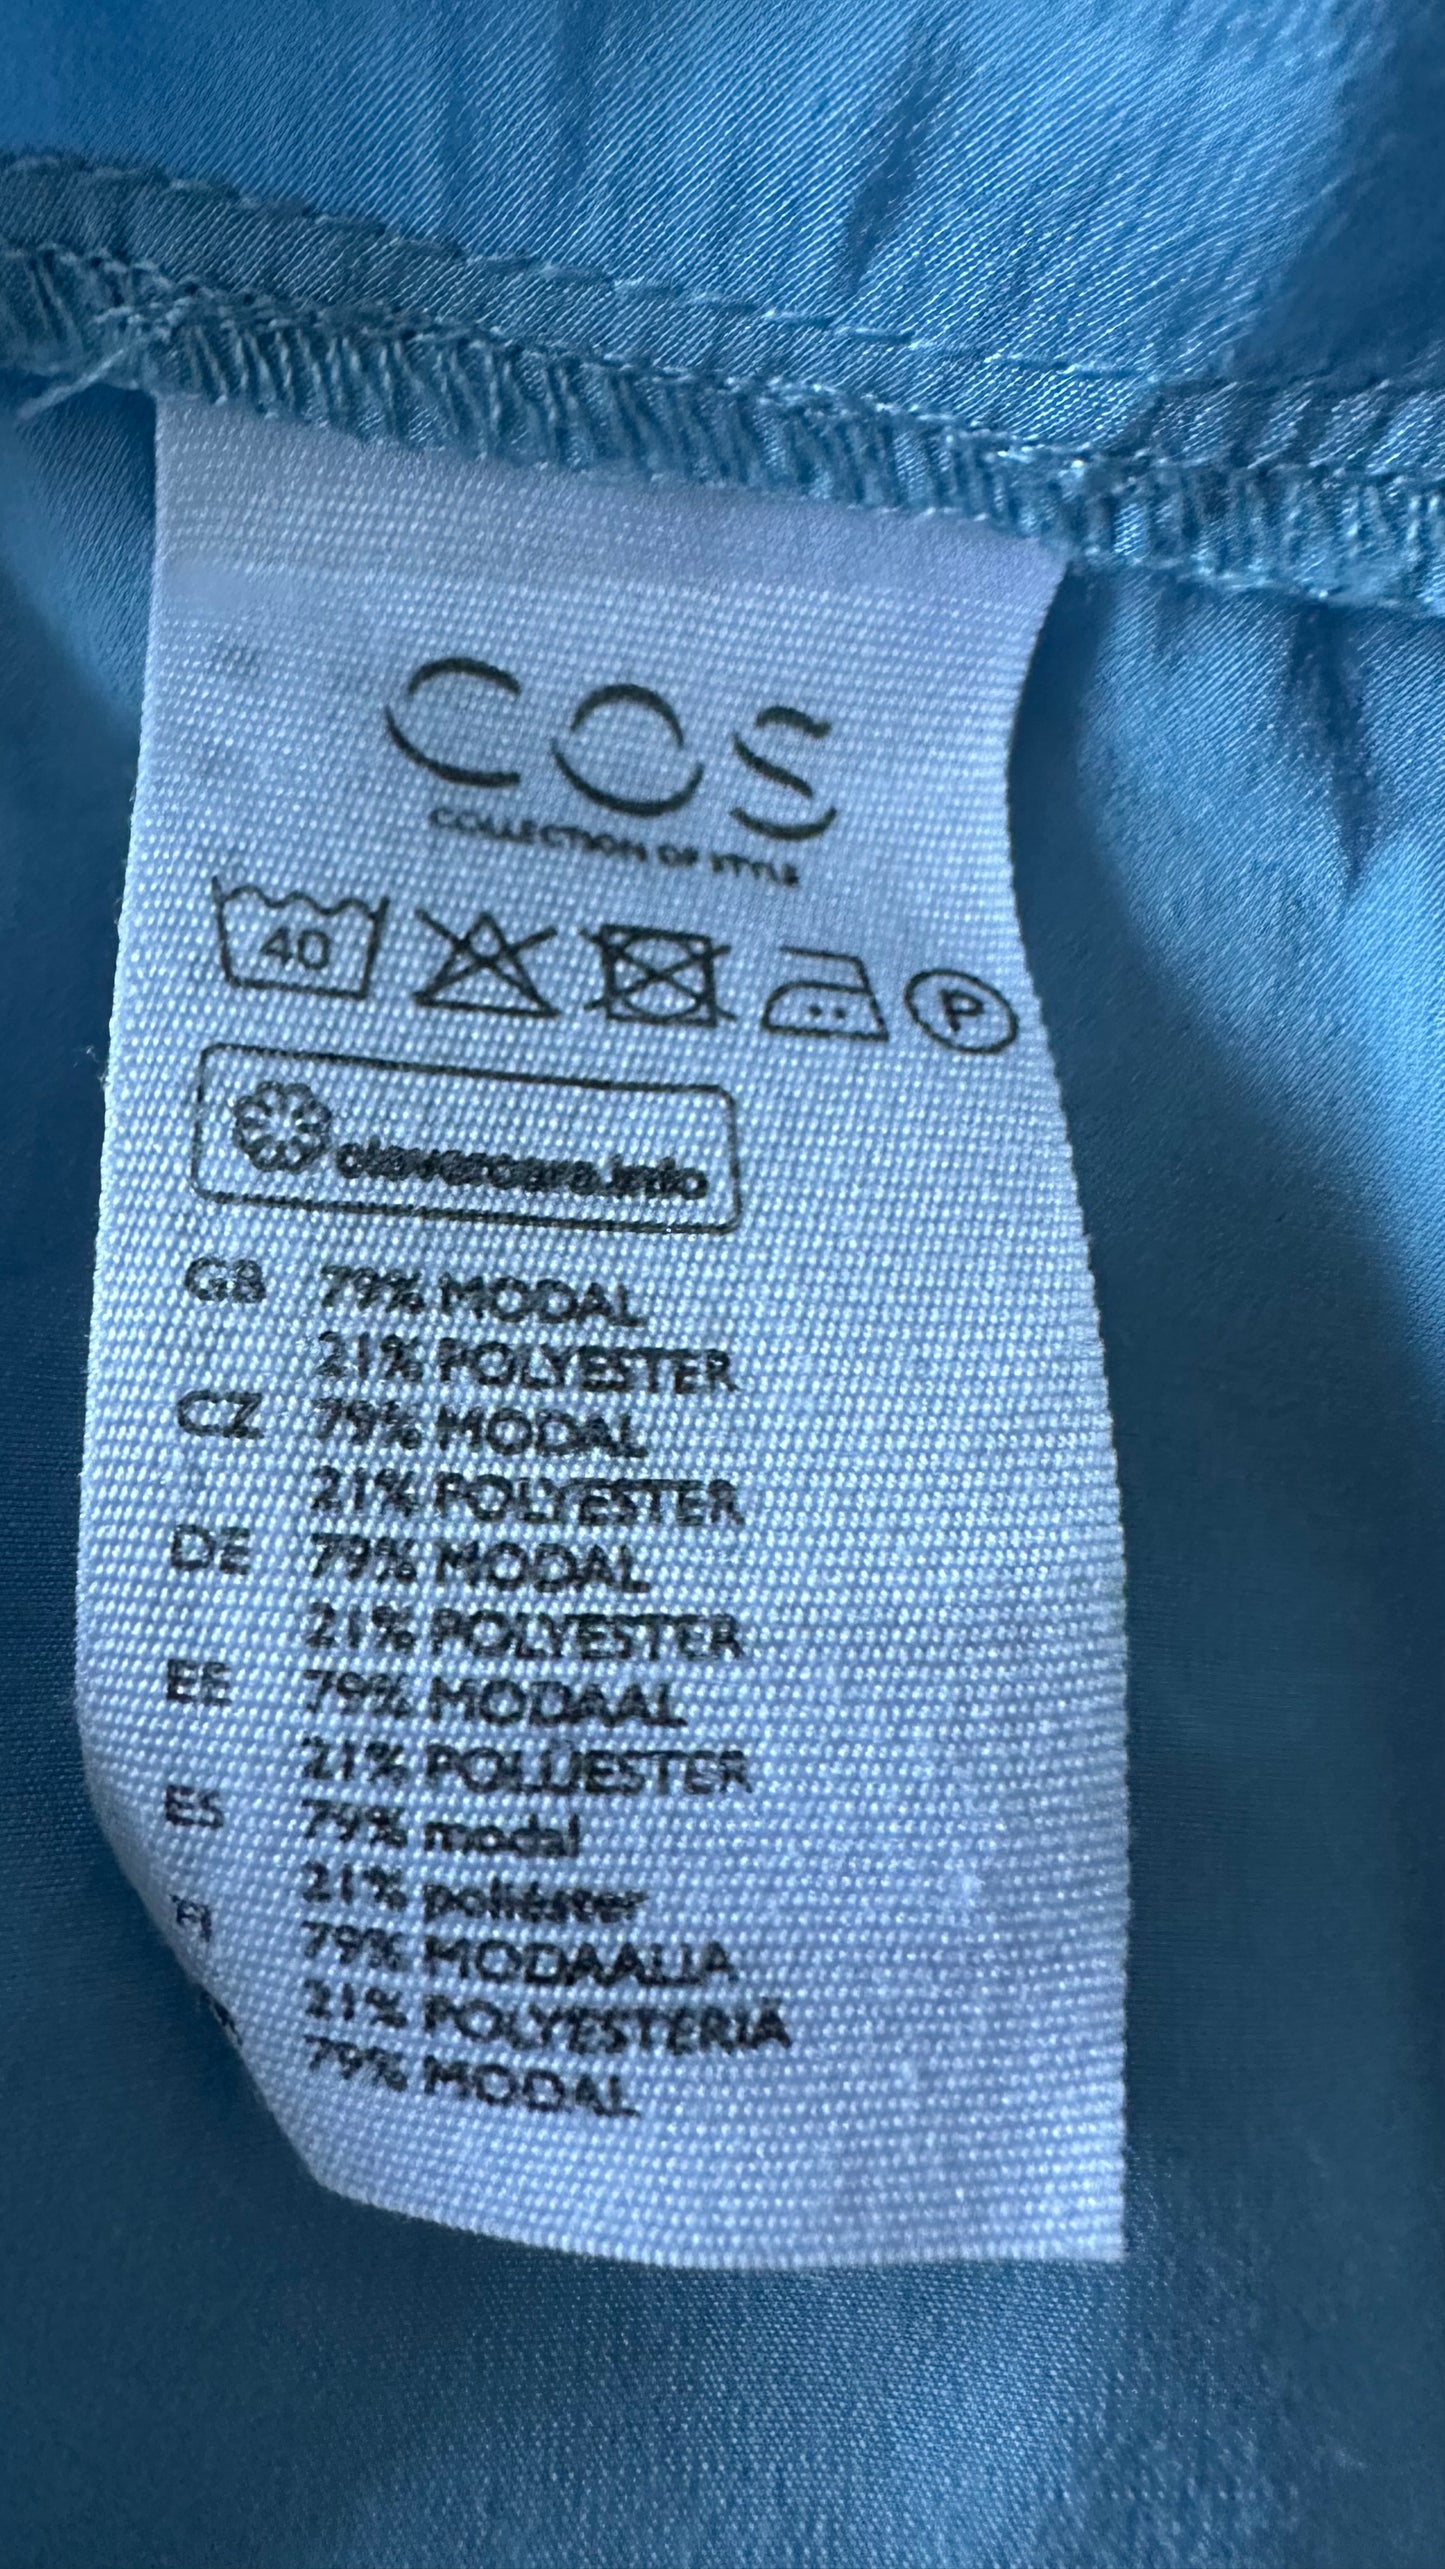 COS
COLLECTION OF STYLE
40
P
clevercare.info
GB 79% MODAL
21% POLYESTER
CZ 79% MODAL
21% POLYESTER
DE 79% MODAL
21% POLYESTER
EE 79% MODAAL
21% POLÜESTER
ES 79% modal
21% poliéster
FI 79% MODAALIA
21% POLYESTERIÄ
79% MODAL